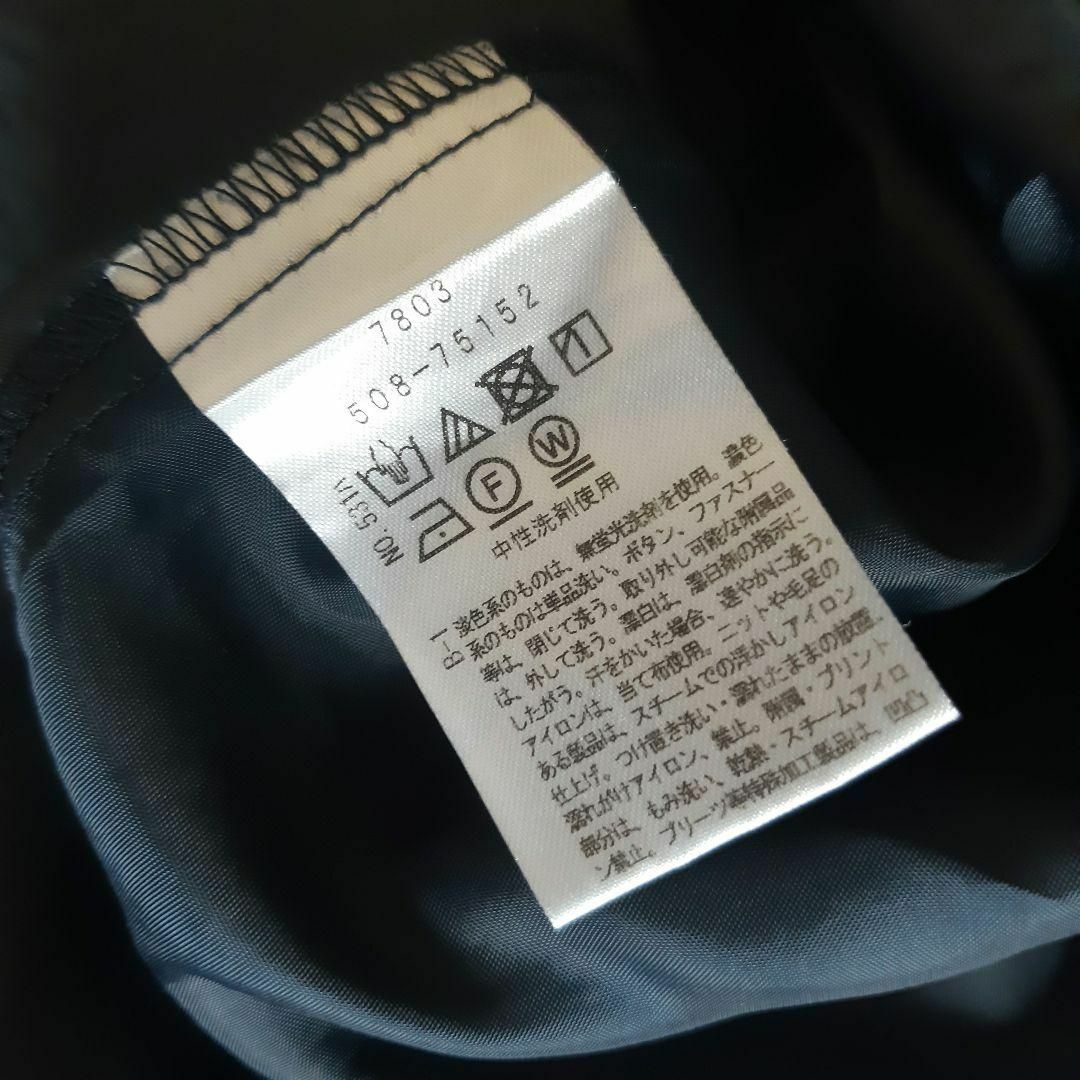 7803
508-75152
NO. 531
F
W
中性洗剤使用
B-1 淡色系のものは、無蛍光洗剤を使用。濃色
系のものは単品洗い。ボタン、ファスナー
等は、閉じて洗う。取り外し可能な附属品
は、外して洗う。漂白は、漂白剤の指示に
したがう。汗をかいた場合、速やかに洗う。
アイロンは、当て布使用。ニットや毛足の
ある製品は、スチームでの浮かしアイロン
仕上げ。つけ置き洗い・濡れたままの放置、
濡れがけアイロン、禁止。附属・プリント
部分は、もみ洗い、乾熱・スチームアイロ
ン禁止。プリーツ等特殊加工製品は、凹凸